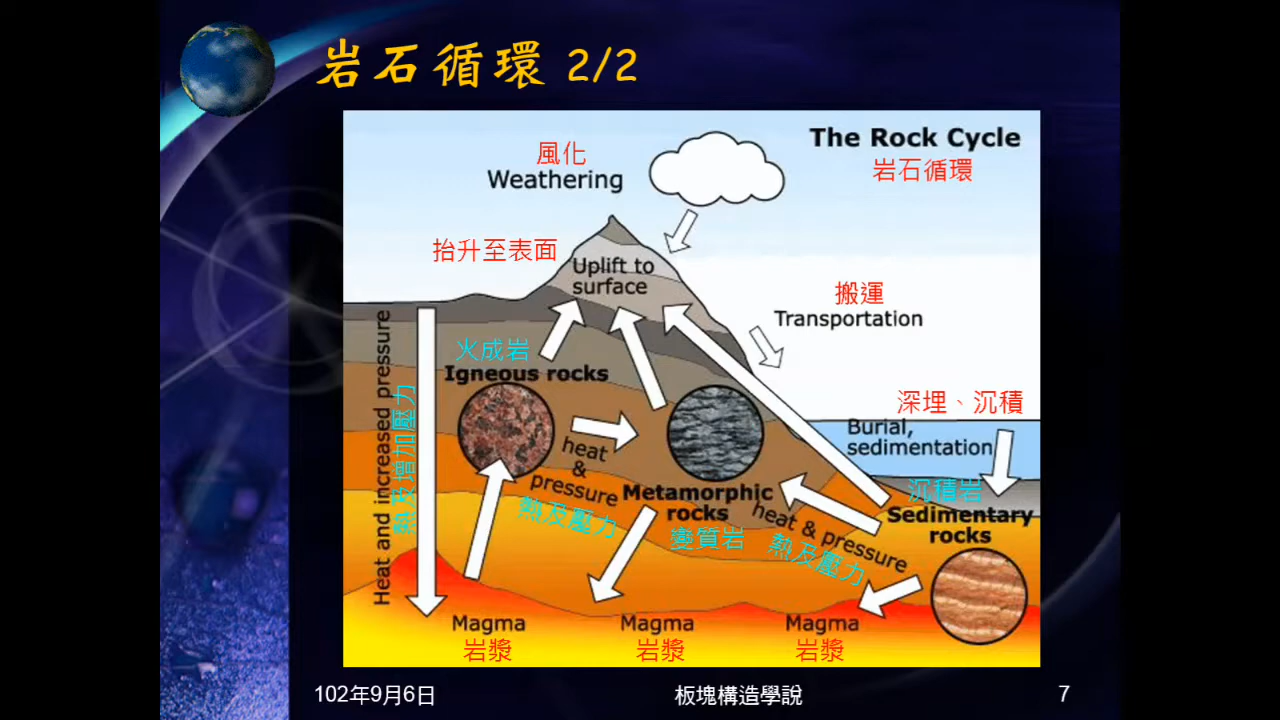 岩石循環 2/2
The Rock Cycle
岩石循環
風化
Weathering
抬升至表面
Uplift to
surface
搬運
Transportation
火成岩
Igneous rocks
深埋、沉積
Burial,
sedimentation
Heat and increased pressure
熱及增加壓力
heat
&
pressure
熱及壓力
Metamorphic
rocks
變質岩
heat & pressure
熱及壓力
沉積岩
Sedimentary
rocks
Magma
岩漿
Magma
岩漿
Magma
岩漿
102年9月6日
板塊構造學說
7